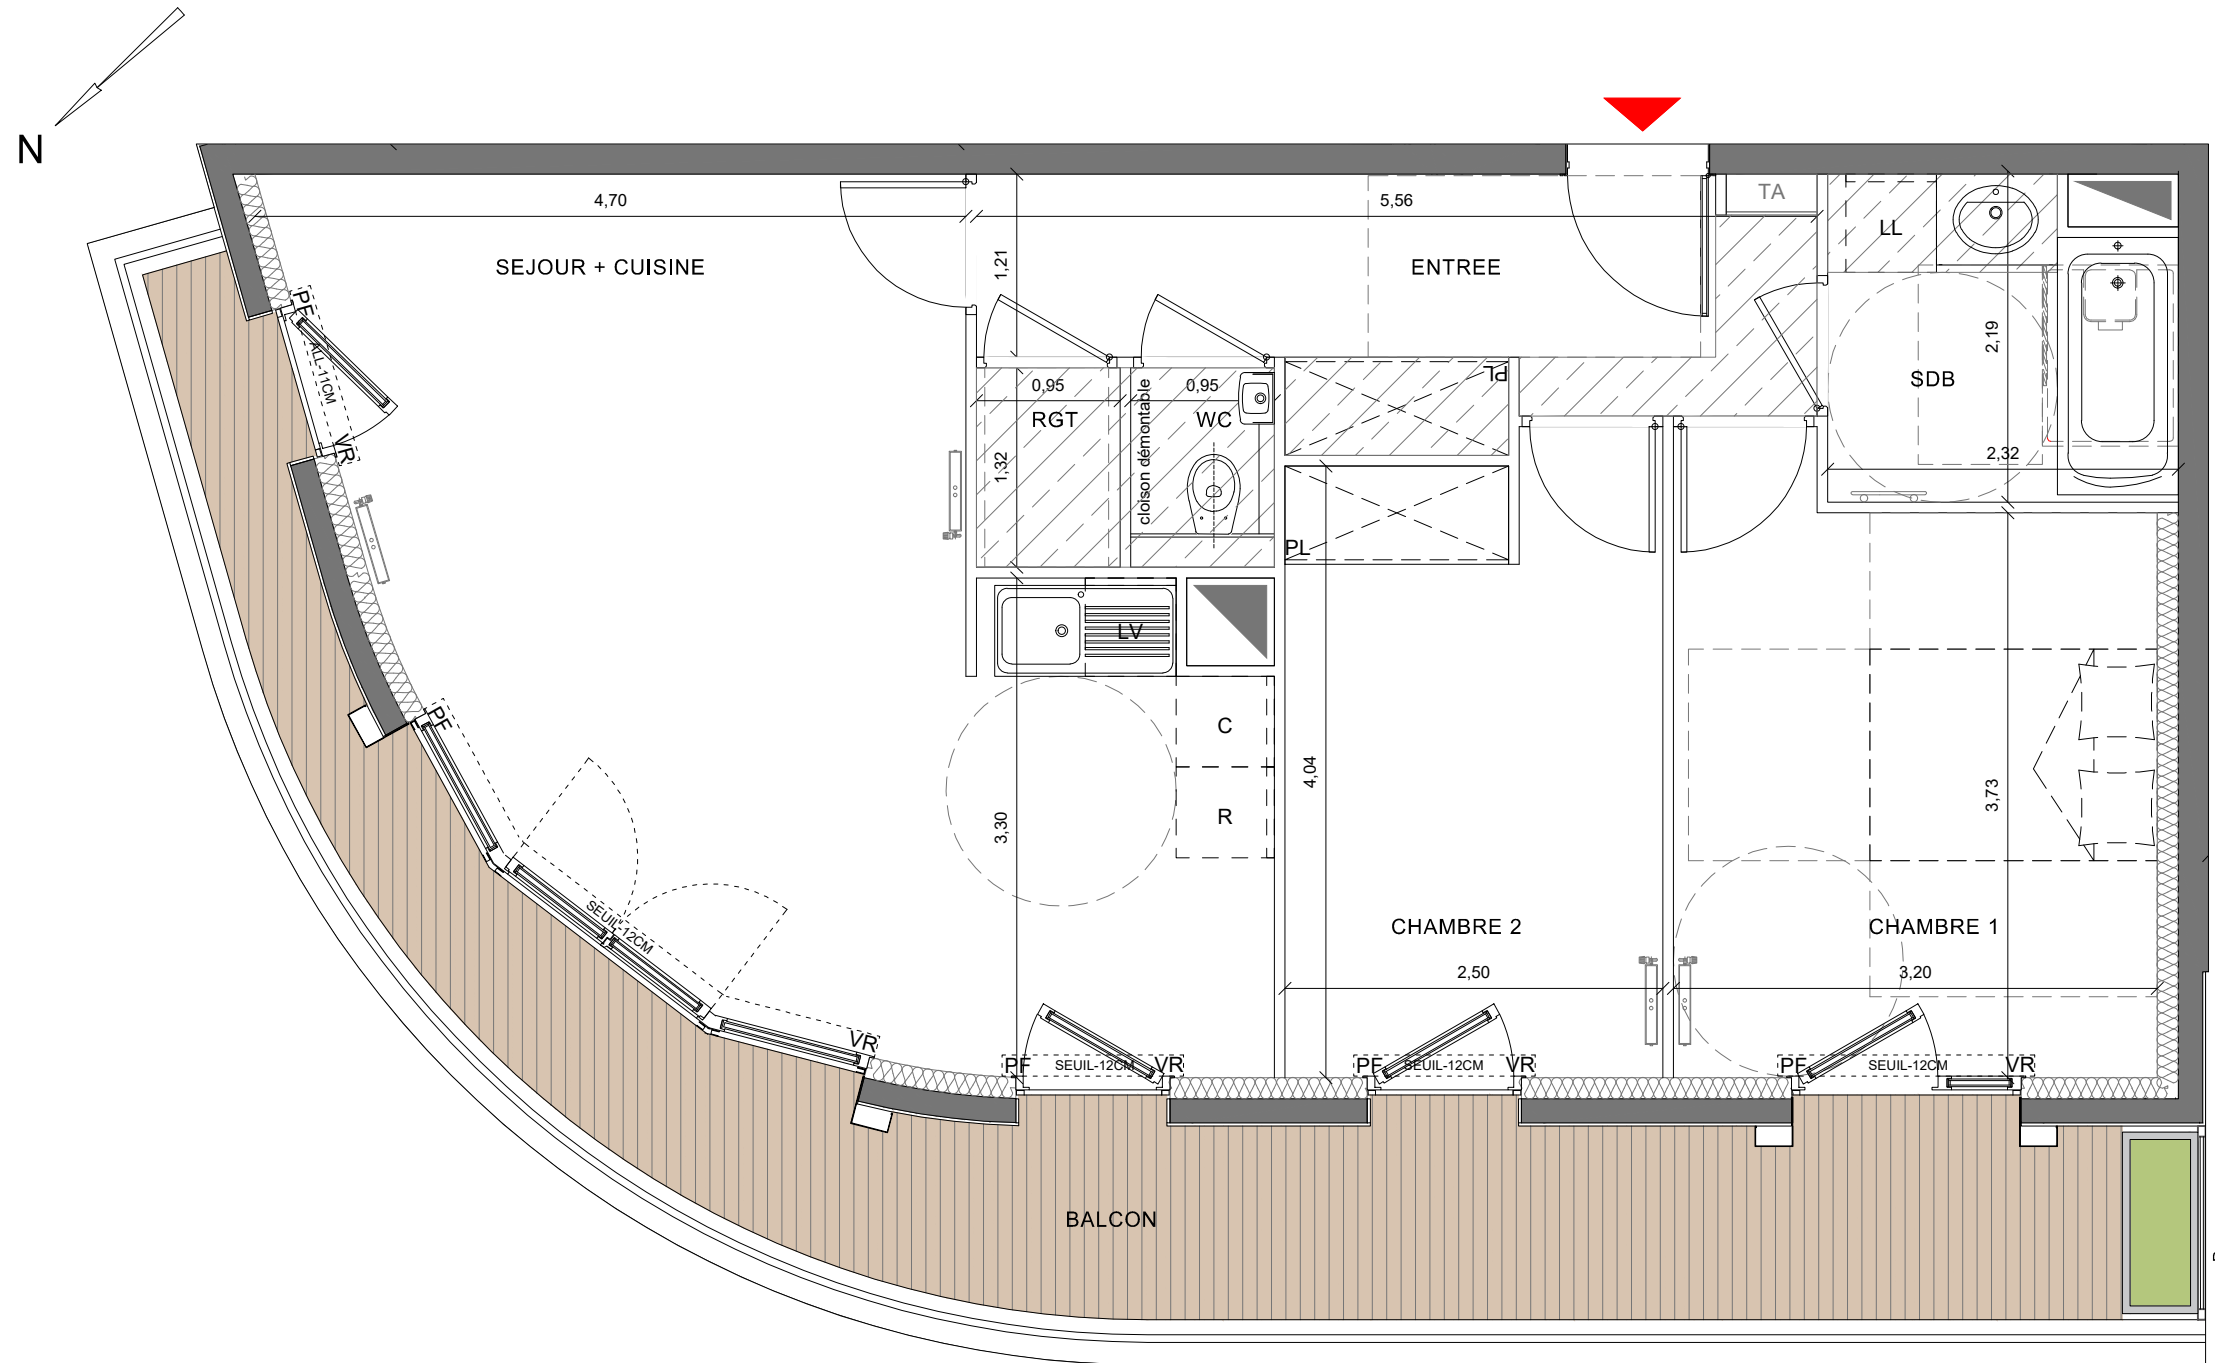 N
4,70
5,56
TA
LL
SEJOUR + CUISINE
1,21
ENTREE
PF
ALL-11CM
VR
2,19
SDB
PL
0,95
0,95
RGT
WC
cloison démontable
1,32
2,32
PL
LV
PF
C
R
3,30
4,04
3,73
SEUIL-12CM
CHAMBRE 2
CHAMBRE 1
2,50
3,20
VR
PF
SEUIL-12CM
VR
PF
SEUIL-12CM
VR
PF
SEUIL-12CM
VR
BALCON